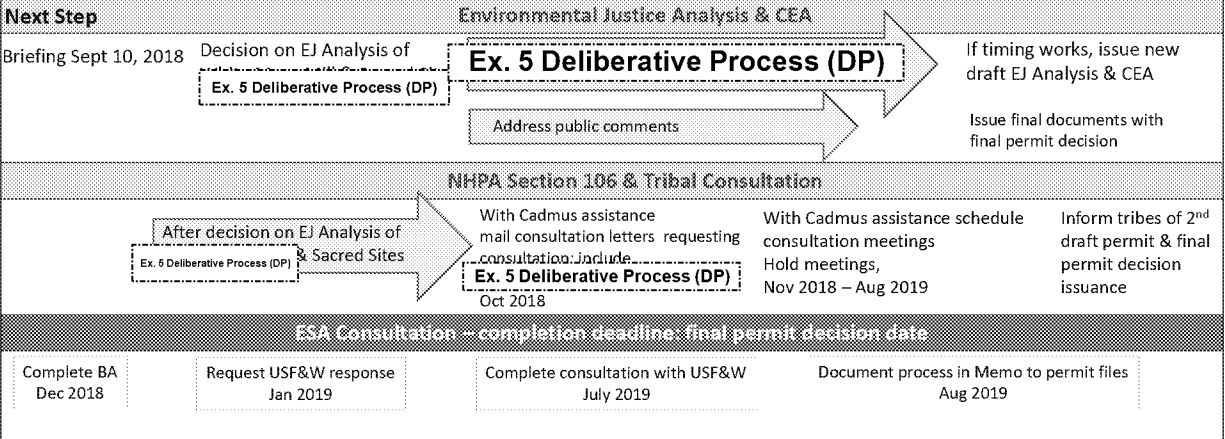 Next Step
Environmental Justice Analysis & CEA
Briefing Sept 10, 2018
Decision on EJ Analysis of
Ex. 5 Deliberative Process (DP)
Ex. 5 Deliberative Process (DP)
If timing works, issue new
draft EJ Analysis & CEA
Address public comments
Issue final documents with
final permit decision
NHPA Section 106 & Tribal Consultation
After decision on EJ Analysis of
Ex. 5 Deliberative Process (DP)
& Sacred Sites
With Cadmus assistance
mail consultation letters requesting
consultation; include
Ex. 5 Deliberative Process (DP)
Oct 2018
With Cadmus assistance schedule
consultation meetings
Hold meetings,
Nov 2018 – Aug 2019
Inform tribes of 2nd
draft permit & final
permit decision
issuance
ESA Consultation – completion deadline: final permit decision date
Complete BA
Dec 2018
Request USF&W response
Jan 2019
Complete consultation with USF&W
July 2019
Document process in Memo to permit files
Aug 2019